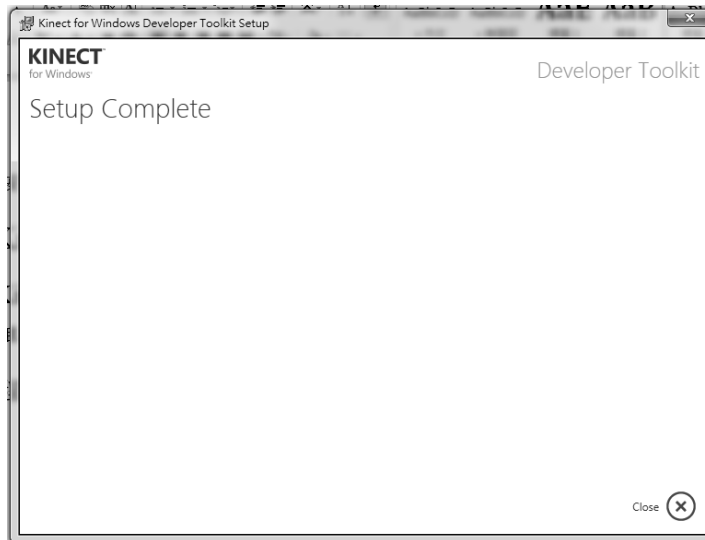 Kinect for Windows Developer Toolkit Setup
KINECT
for Windows
Developer Toolkit
Setup Complete
Close